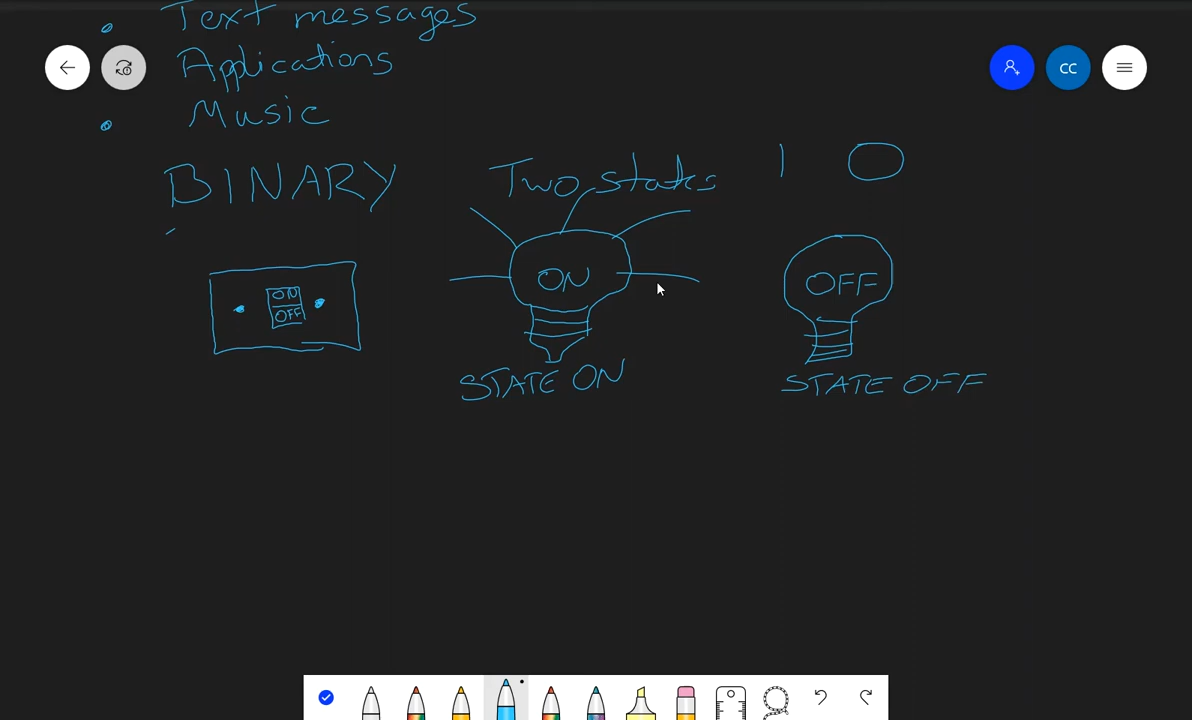 Text messages
CC
Applications
Music
BINARY Two states 1 0
ON OFF
ON
OFF
STATE ON STATE OFF